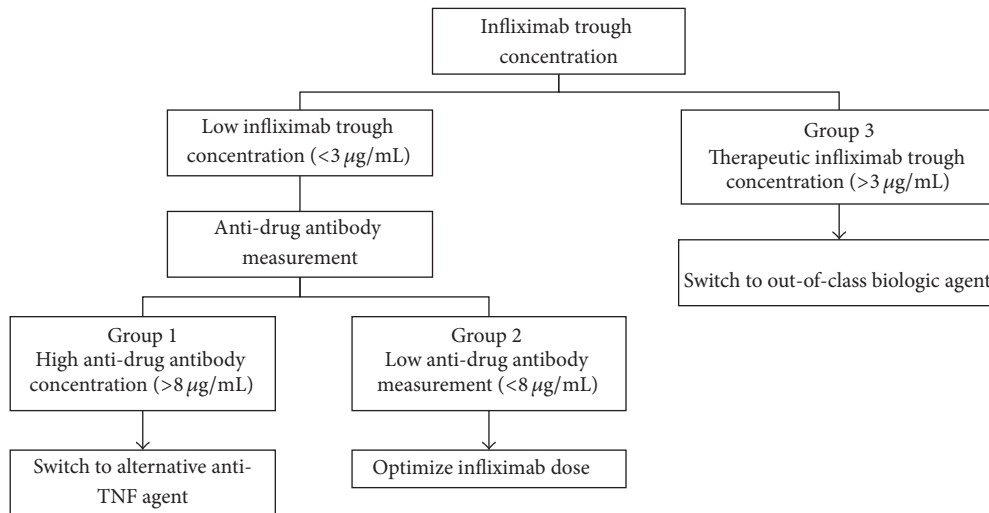 Infliximab trough
concentration
Low infliximab trough
concentration (<3 μg/mL)
Group 3
Therapeutic infliximab trough
concentration (>3 μg/mL)
Anti-drug antibody
measurement
Switch to out-of-class biologic agent
Group 1
High anti-drug antibody
concentration (>8 μg/mL)
Group 2
Low anti-drug antibody
measurement (<8 μg/mL)
Switch to alternative anti-
TNF agent
Optimize infliximab dose